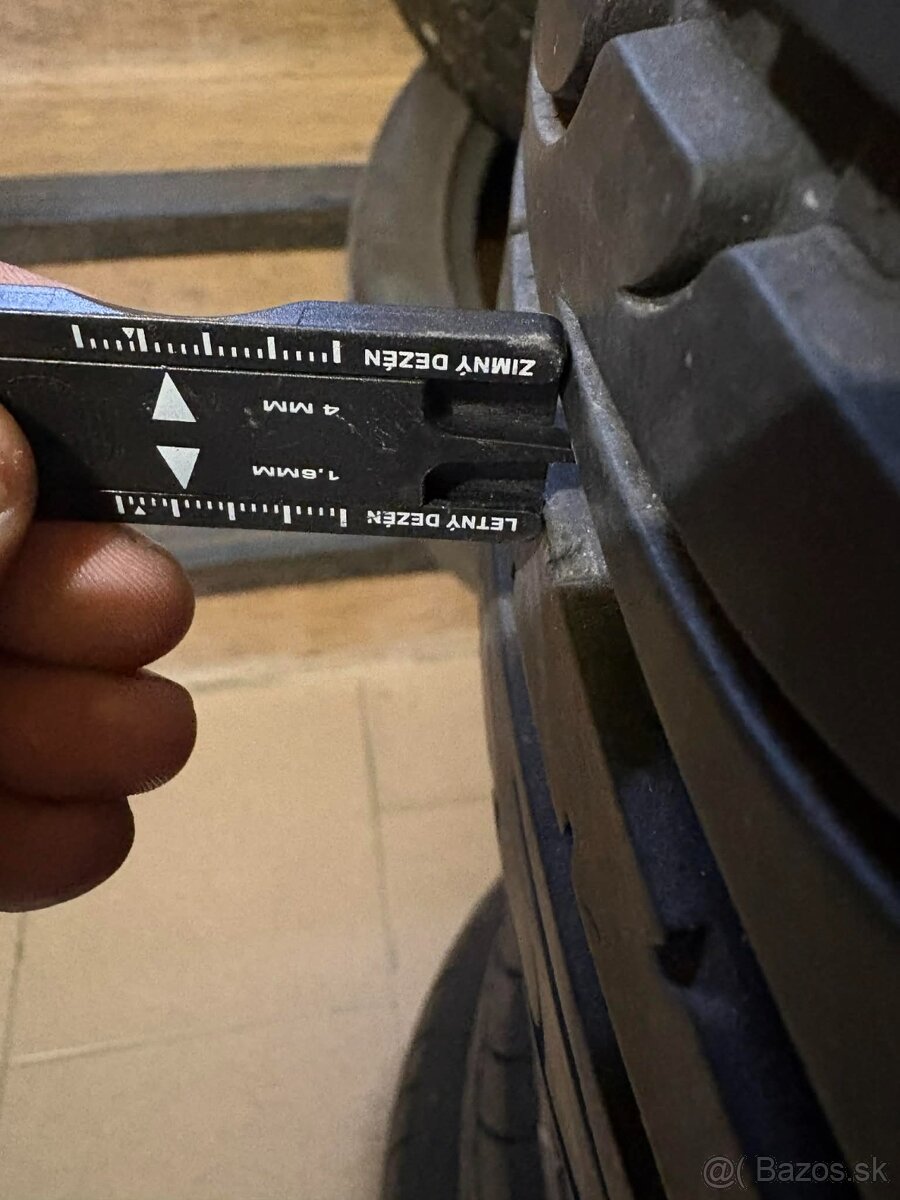 LETNÝ DEZÉN
1,6MM
4 MM
ZIMNÝ DEZÉN
@( Bazos.sk